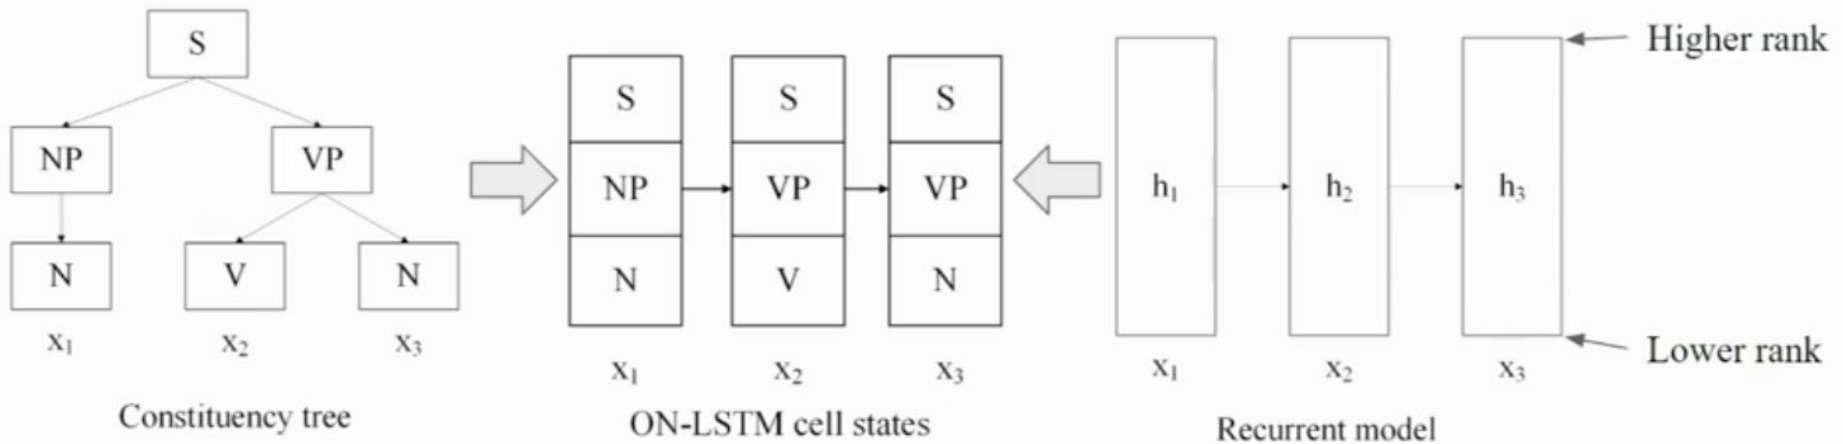 S
NP
VP
N
V
N
x₁
x₂
x₃
Constituency tree
S
S
S
NP
VP
VP
N
V
N
x₁
x₂
x₃
ON-LSTM cell states
h₁
h₂
h₃
x₁
x₂
x₃
Recurrent model
Higher rank
Lower rank